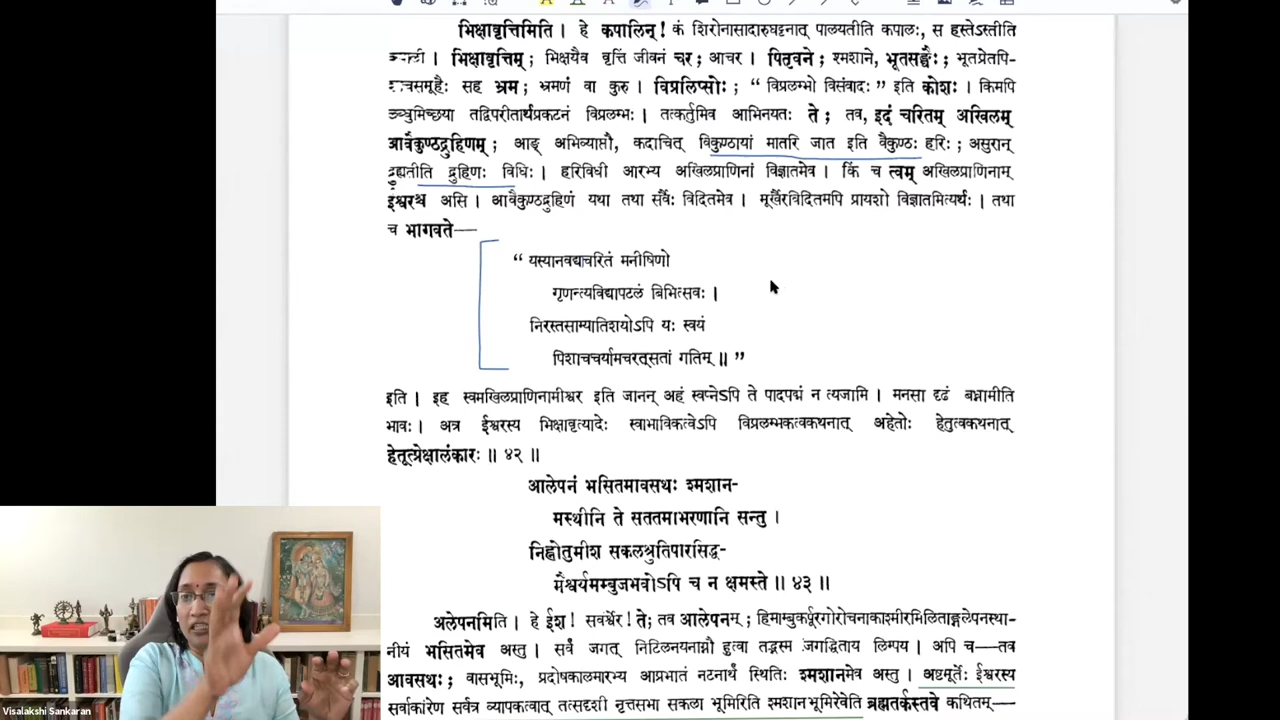 भिक्षावृत्तिमिति । हे कपालिन् ! कं शिरोनासादारुघट्टनात् पालयतीति कपालः, स हस्तेऽस्तीति
भिक्षावृत्तिम् ; भिक्षयैव वृत्तिं जीवनं चर ; आचर । पितृवने ; श्मशाने, भूतसङ्घैः ; भूतप्रेतपि-
समूहैः सह भ्रम ; भ्रमणं वा कुरु । विप्रलिप्सोः ; “ विप्रलम्भो विसंवादः ” इति कोशः । किमपि
तद्विपरीतार्थप्रकटनं विप्रलम्भः । तत्कर्तुमिव आभिनयतः ते ; तव, इदं चरितम् अखिलम्
आवैकुण्ठद्रुहिणम् ; आङ् अभिव्याप्तौ, कदाचित् विकुण्ठायां मातरि जात इति वैकुण्ठः हरिः ; असुरान्
द्रुह्यतीति द्रुहिणः विधिः । हरिविधी आरभ्य अखिलप्राणिनां विज्ञातमेव । किं च त्वम् अखिलप्राणिनाम्
ईश्वरश्च असि । आवैकुण्ठद्रुहिणं यथा तथा सर्वैः विदितमेव । मूर्खैरविदितमपि प्रायशो विज्ञातमित्यर्थः । तथा
च भागवते—
“ यस्यानवद्याचरितं मनीषिणो
गृणन्त्यविद्यापटलं बिभित्सवः ।
निरस्तसाम्यातिशयोऽपि यः स्वयं
पिशाचचर्यामचरत्सतां गतिम् ॥ ”
इति । इह त्वमखिलप्राणिनामीश्वर इति जानन् अहं स्वप्नेऽपि ते पादपद्मं न त्यजामि । मनसा दृढं बध्नामीति
भावः । अत्र ईश्वरस्य भिक्षावृत्यादेः स्वाभाविकत्वेऽपि विप्रलम्भकत्वकथनात् अहेतोः हेतुत्वकथनात्
हेतूत्प्रेक्षालंकारः ॥ ४२ ॥
आलेपनं भसितमावसथः श्मशान-
मस्थीनि ते सततमाभरणानि सन्तु ।
निह्नोतुमीश सकलश्रुतिपारसिद्ध-
मैश्वर्यमम्बुजभवोऽपि च न क्षमस्ते ॥ ४३ ॥
अलेपनमिति । हे ईश ! सर्वेश्वर ! ते; तव आलेपनम् ; हिमाम्बुकर्पूरगोरोचनाकाश्मीरमिलिताङ्गलेपनस्था-
नीयं भसितमेव अस्तु । सर्वं जगत् निटिलनयनाग्नौ हुत्वा तद्भस्म जगद्धिताय लिम्पय । अपि च—तव
आवसथः ; वासभूमिः, प्रदोषकालमारभ्य आप्रभातं नटनार्थं स्थितिः श्मशानमेव अस्तु । अष्टमूर्तेः ईश्वरस्य
सर्वाकारेण सर्वत्र व्यापकत्वात् तत्सदृशी नृत्तसभा सकला भूमिरिति श्मशानभूमिरेवेति ब्रह्मतर्कस्तवे कथितम्—
Visalakshi Sankaran